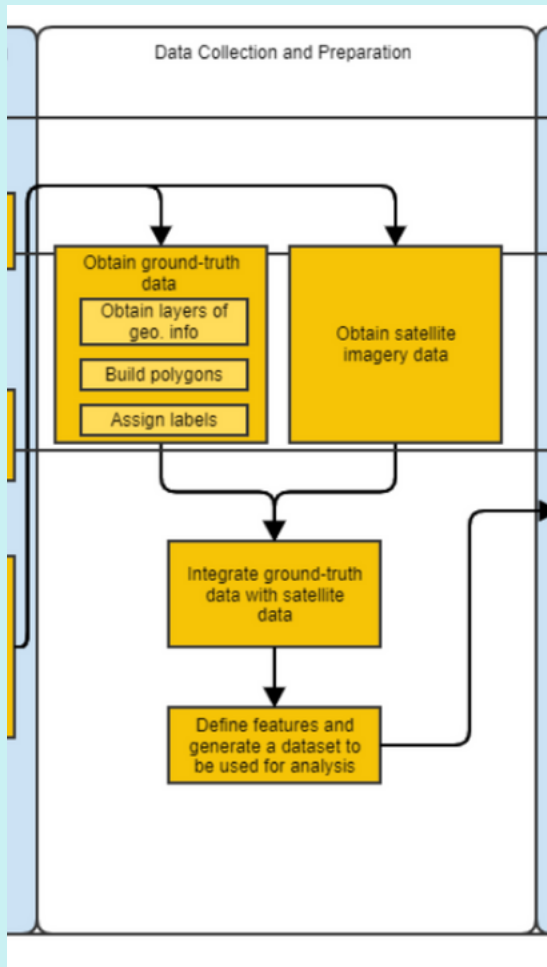 Data Collection and Preparation
Obtain ground-truth
data
Obtain layers of
geo. info
Build polygons
Assign labels
Obtain satellite
imagery data
Integrate ground-truth
data with satellite
data
Define features and
generate a dataset to
be used for analysis